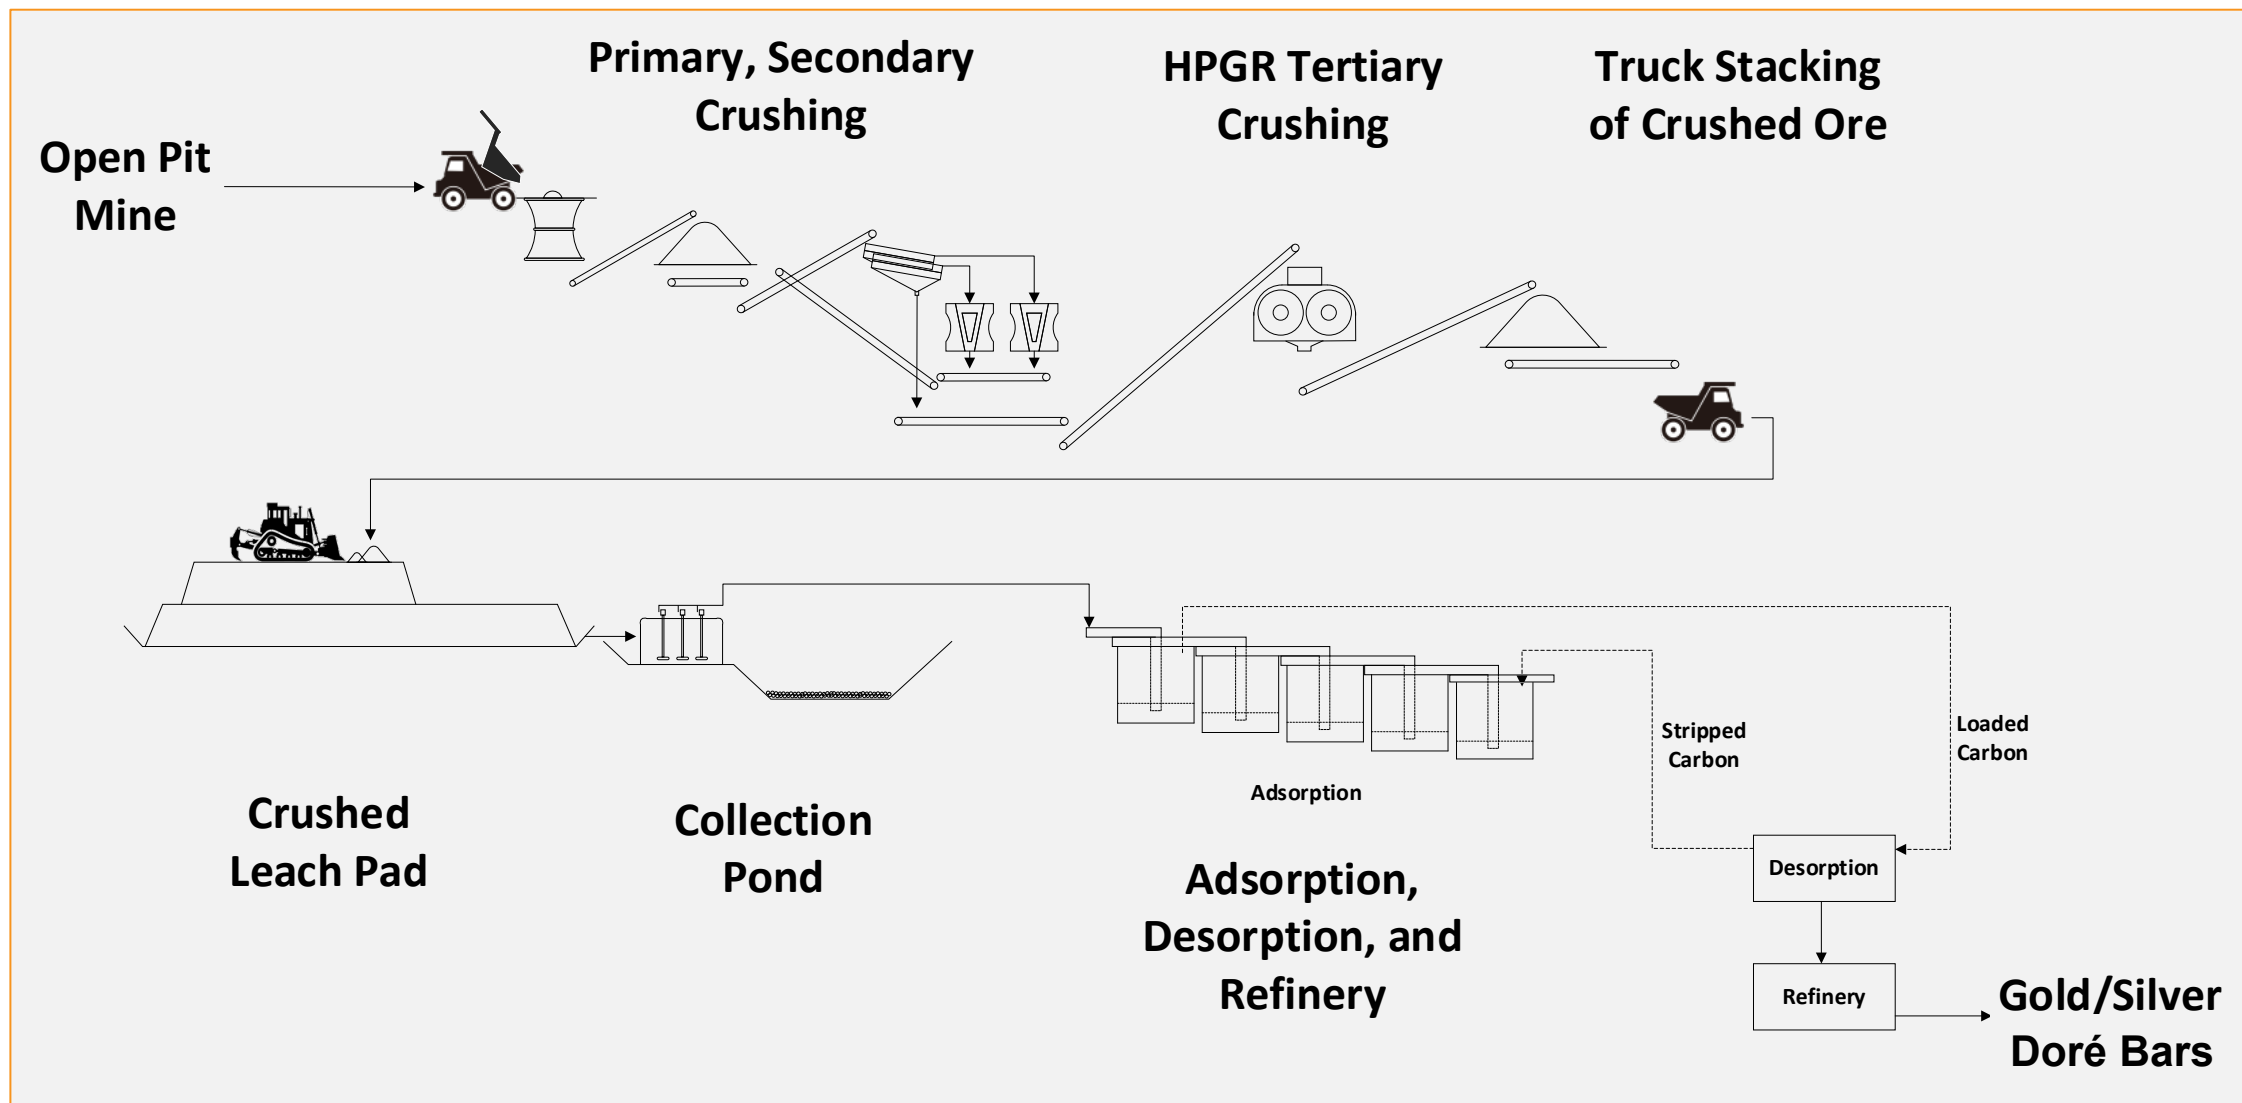 Primary, Secondary
Crushing
HPGR Tertiary
Crushing
Truck Stacking
of Crushed Ore
Open Pit
Mine
Stripped
Carbon
Loaded
Carbon
Adsorption
Crushed
Leach Pad
Collection
Pond
Adsorption,
Desorption, and
Refinery
Desorption
Refinery
Gold/Silver
Doré Bars